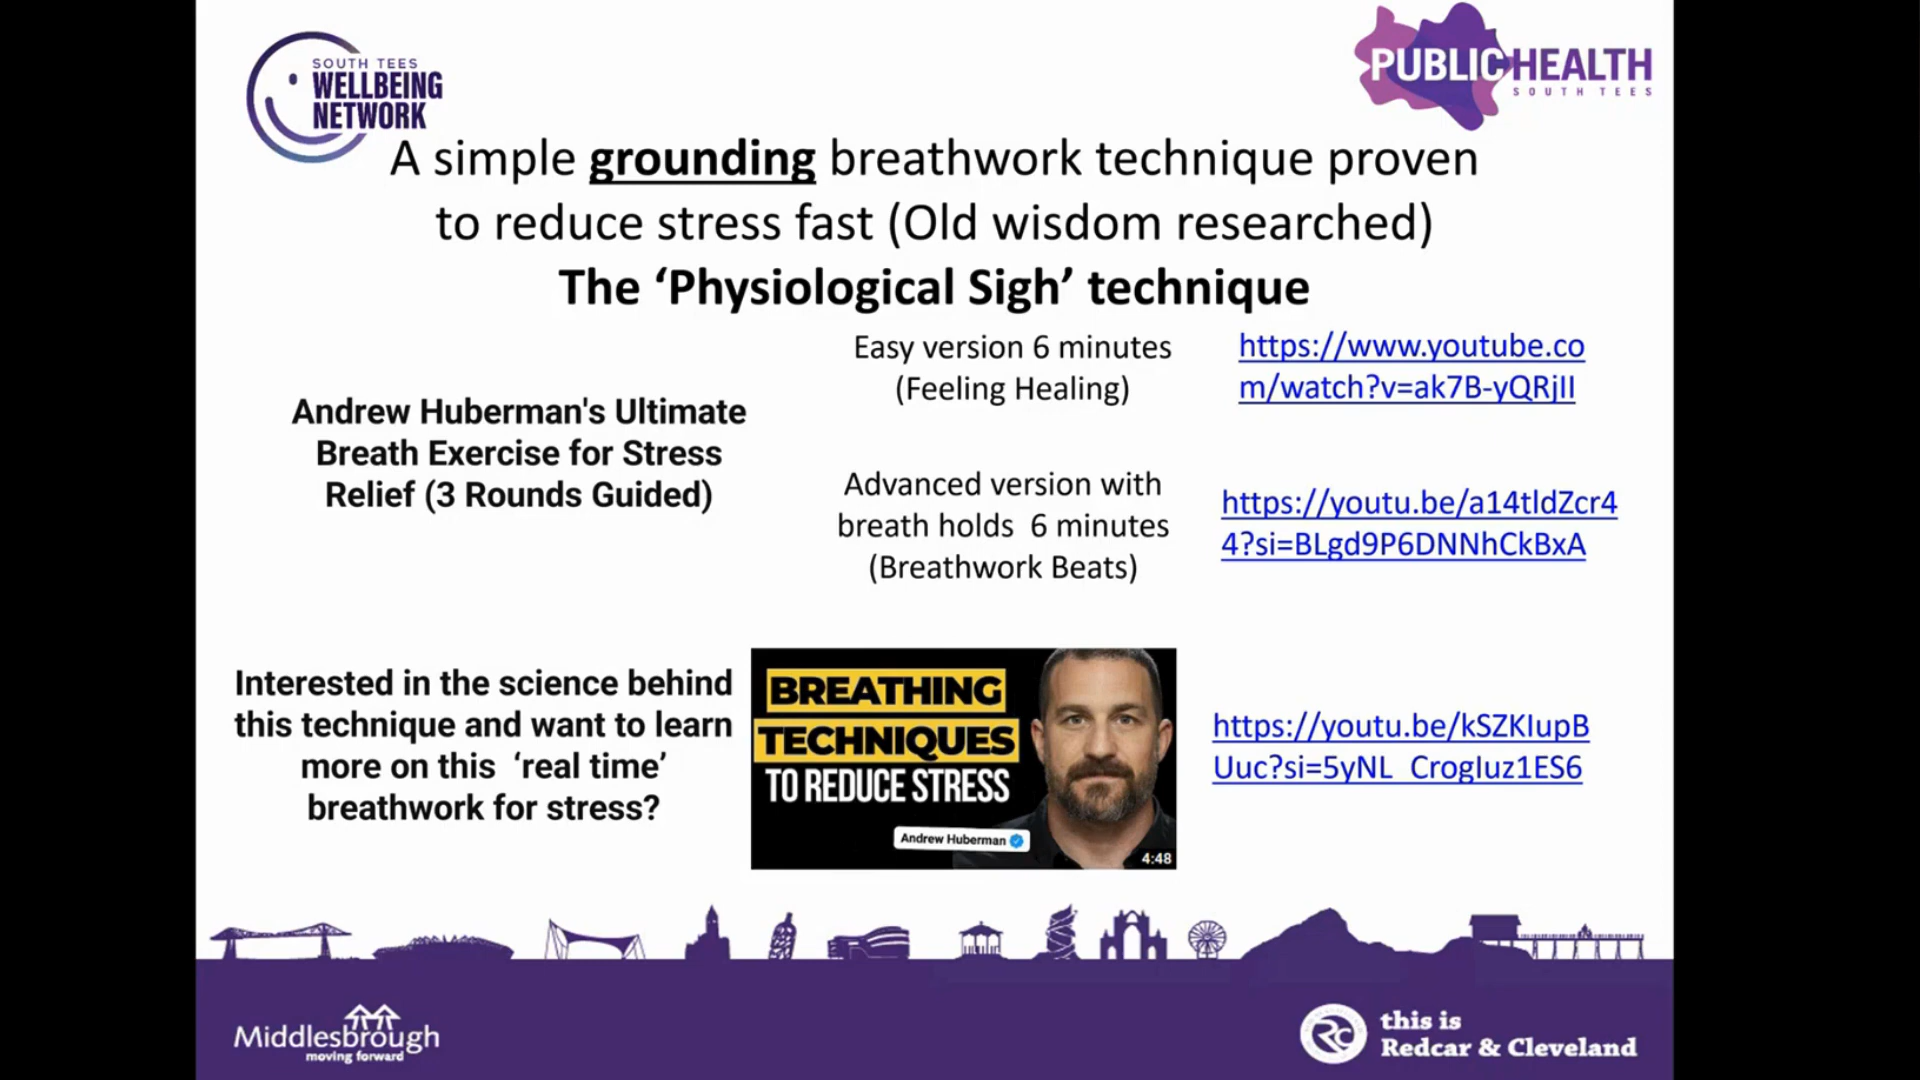 SOUTH TEES
WELLBEING
NETWORK
PUBLIC HEALTH
SOUTH TEES
A simple grounding breathwork technique proven
to reduce stress fast (Old wisdom researched)
The ‘Physiological Sigh’ technique
Andrew Huberman's Ultimate
Breath Exercise for Stress
Relief (3 Rounds Guided)
Easy version 6 minutes
(Feeling Healing)
https://www.youtube.co
m/watch?v=ak7B-yQRjII
Advanced version with
breath holds 6 minutes
(Breathwork Beats)
https://youtu.be/a14tldZcr4
4?si=BLgd9P6DNNhCkBxA
Interested in the science behind
this technique and want to learn
more on this ‘real time’
breathwork for stress?
BREATHING
TECHNIQUES
TO REDUCE STRESS
Andrew Huberman
4:48
https://youtu.be/kSZKIupB
Uuc?si=5yNL_CrogIuz1ES6
Middlesbrough
moving forward
RC
this is
Redcar & Cleveland